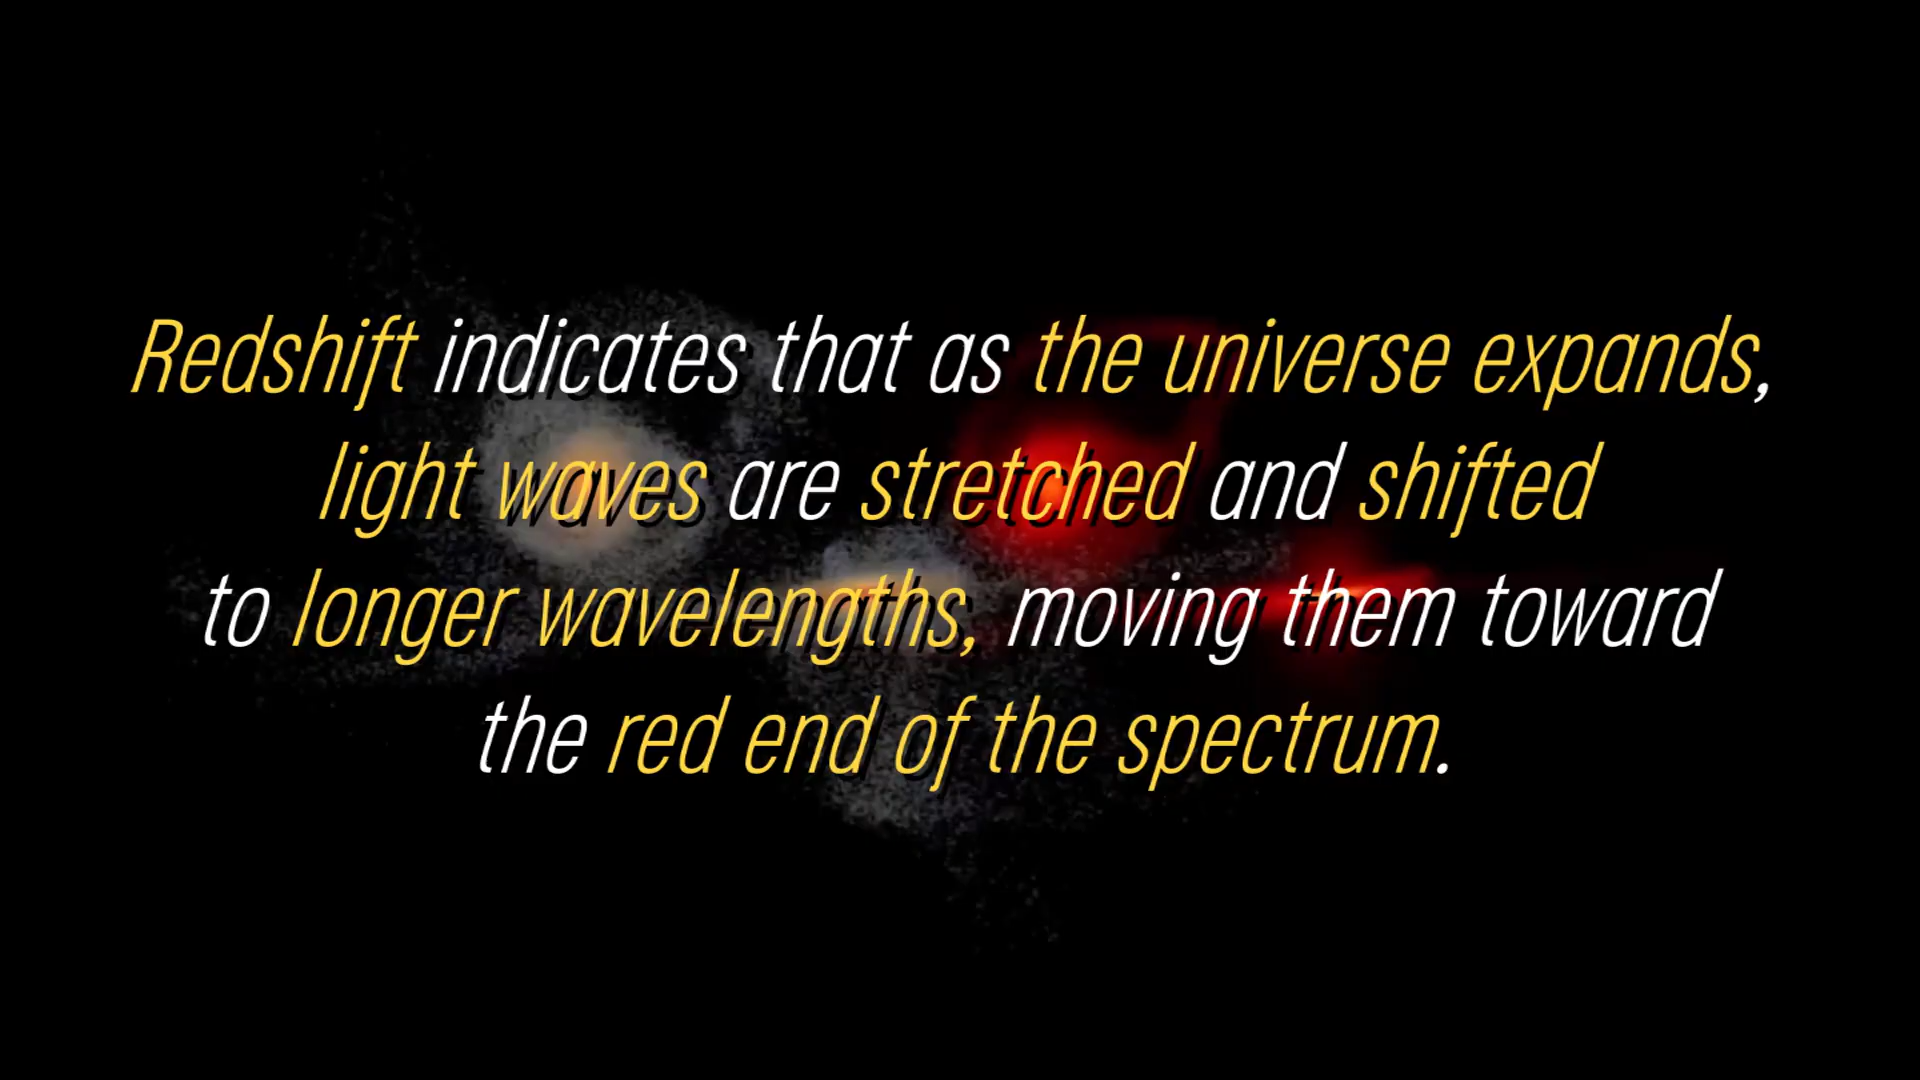 Redshift indicates that as the universe expands,
light waves are stretched and shifted
to longer wavelengths, moving them toward
the red end of the spectrum.